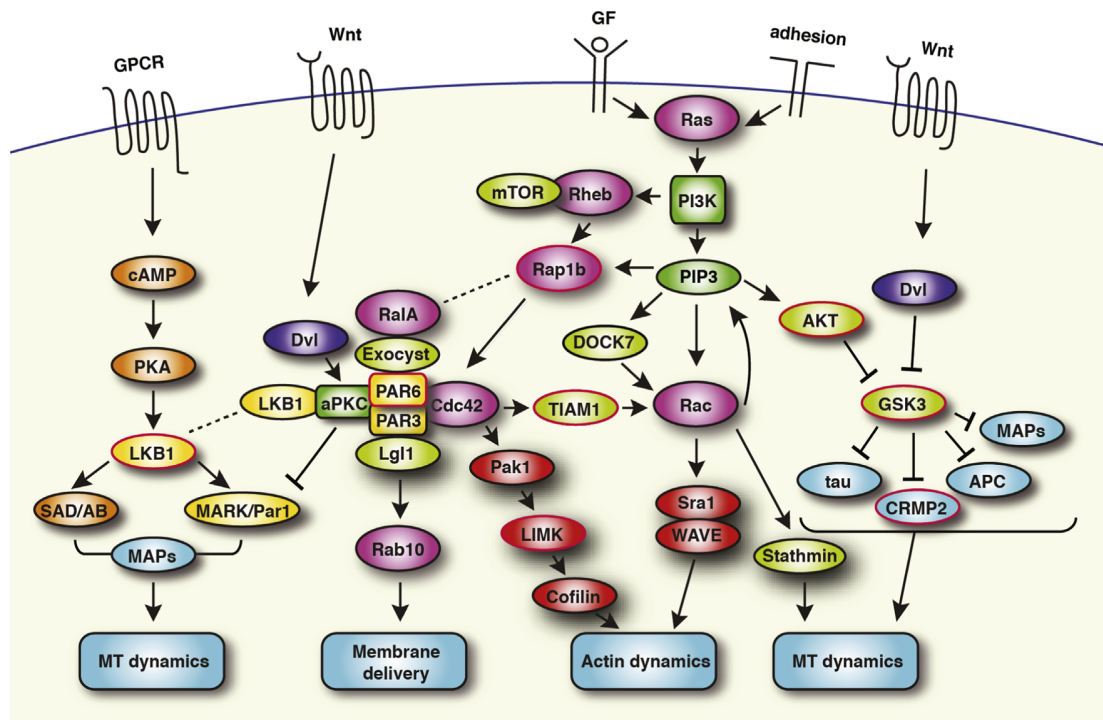 GPCR
Wnt
GF
adhesion
Wnt
Ras
mTOR
Rheb
PI3K
cAMP
Rap1b
PIP3
Dvl
RalA
AKT
Dvl
Exocyst
DOCK7
PKA
LKB1
aPKC
PAR6
PAR3
Cdc42
TIAM1
Rac
GSK3
MAPs
LKB1
Lgl1
Pak1
tau
APC
CRMP2
SAD/AB
MARK/Par1
Sra1
WAVE
LIMK
MAPs
Rab10
Stathmin
Cofilin
MT dynamics
Membrane
delivery
Actin dynamics
MT dynamics